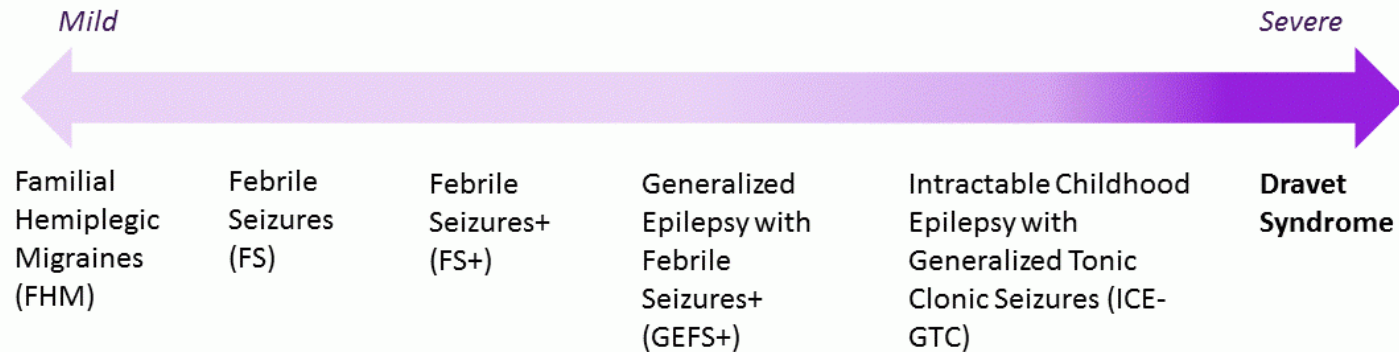 Mild
Severe
Familial
Hemiplegic
Migraines
(FHM)
Febrile
Seizures
(FS)
Febrile
Seizures+
(FS+)
Generalized
Epilepsy with
Febrile
Seizures+
(GEFS+)
Intractable Childhood
Epilepsy with
Generalized Tonic
Clonic Seizures (ICE-
GTC)
Dravet
Syndrome